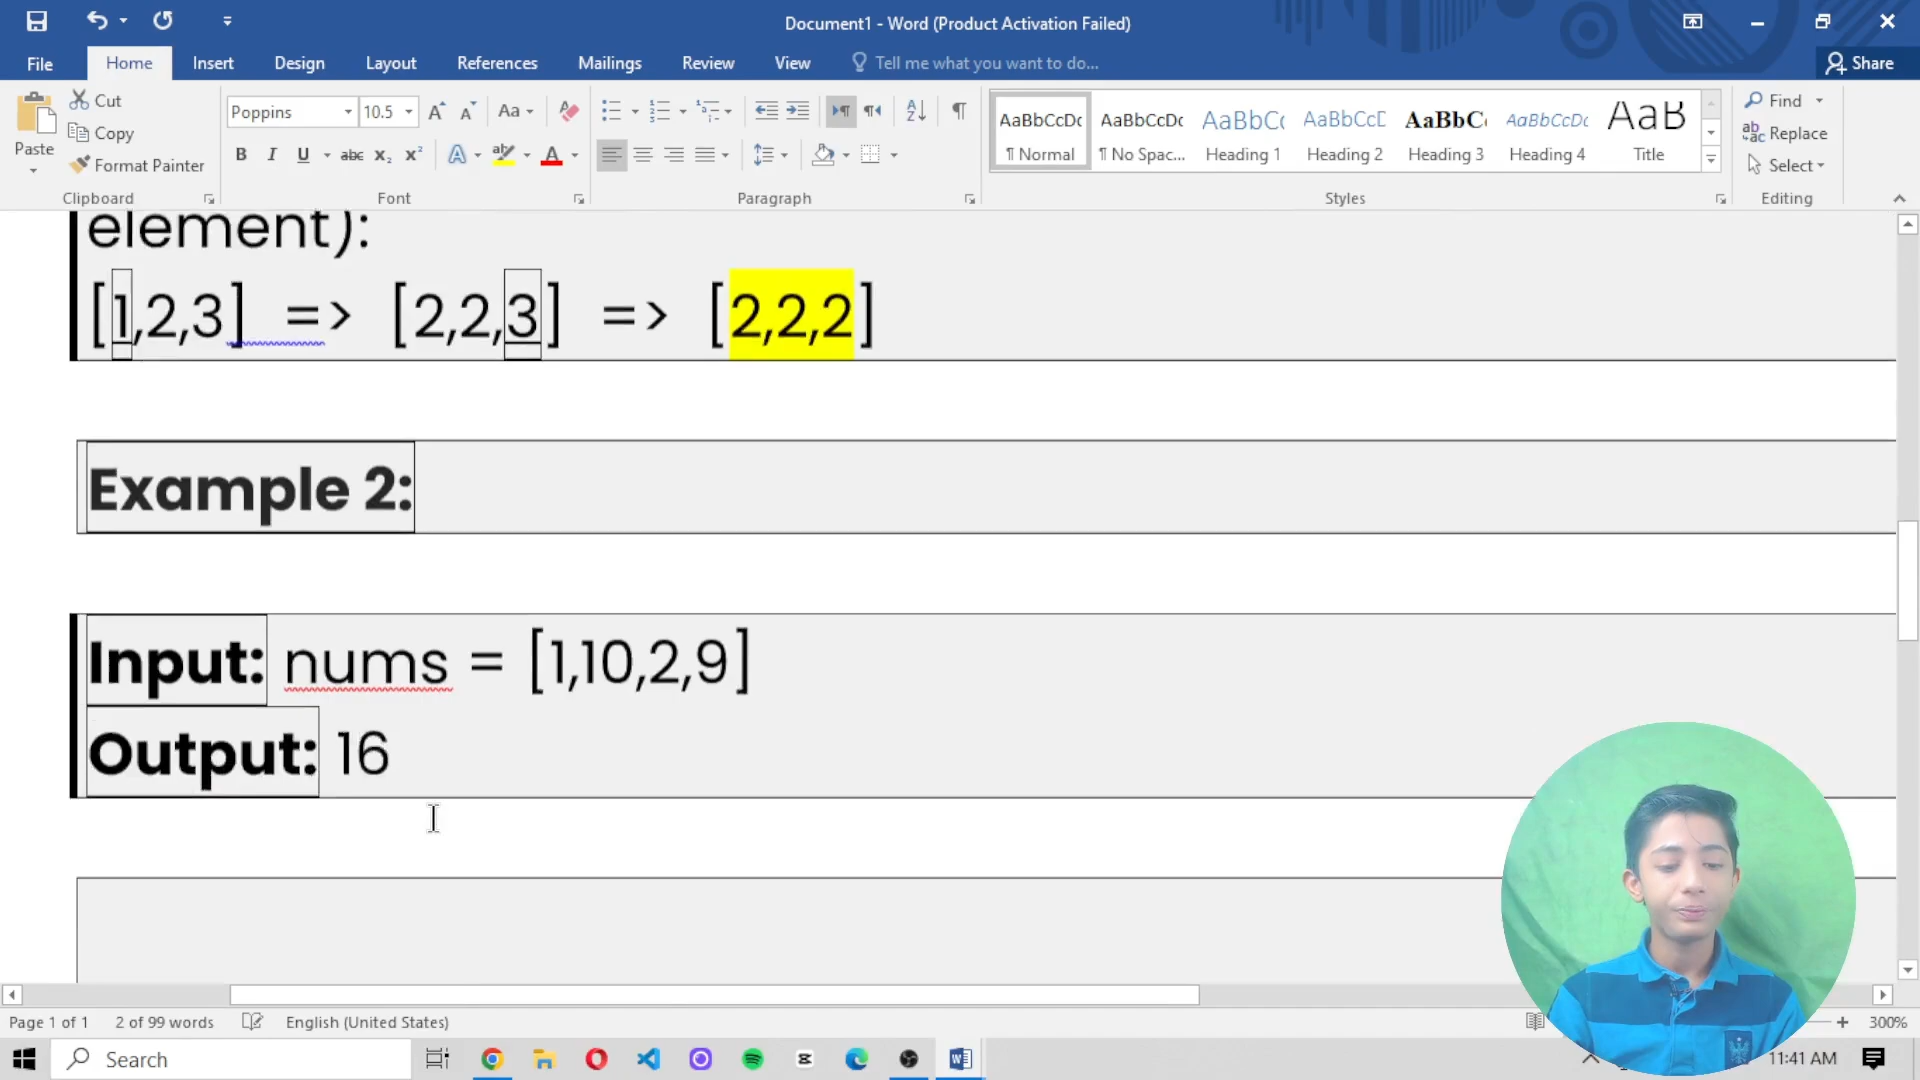 Document1 - Word (Product Activation Failed)
File Home Insert Design Layout References Mailings Review View Tell me what you want to do... Share
Paste Cut
Copy
Format Painter
Poppins 10.5
Find
Replace
Select
AaBbCcDc AaBbCcDc AaBbC( AaBbCcD AaBbC( AaBbCcDc AaB
¶ Normal ¶ No Spac... Heading 1 Heading 2 Heading 3 Heading 4 Title
Clipboard Font Paragraph Styles Editing
element):
[1,2,3] => [2,2,3] => [2,2,2]
Example 2:
Input: nums = [1,10,2,9]
Output: 16
Page 1 of 1 2 of 99 words English (United States) 300%
Search 11:41 AM